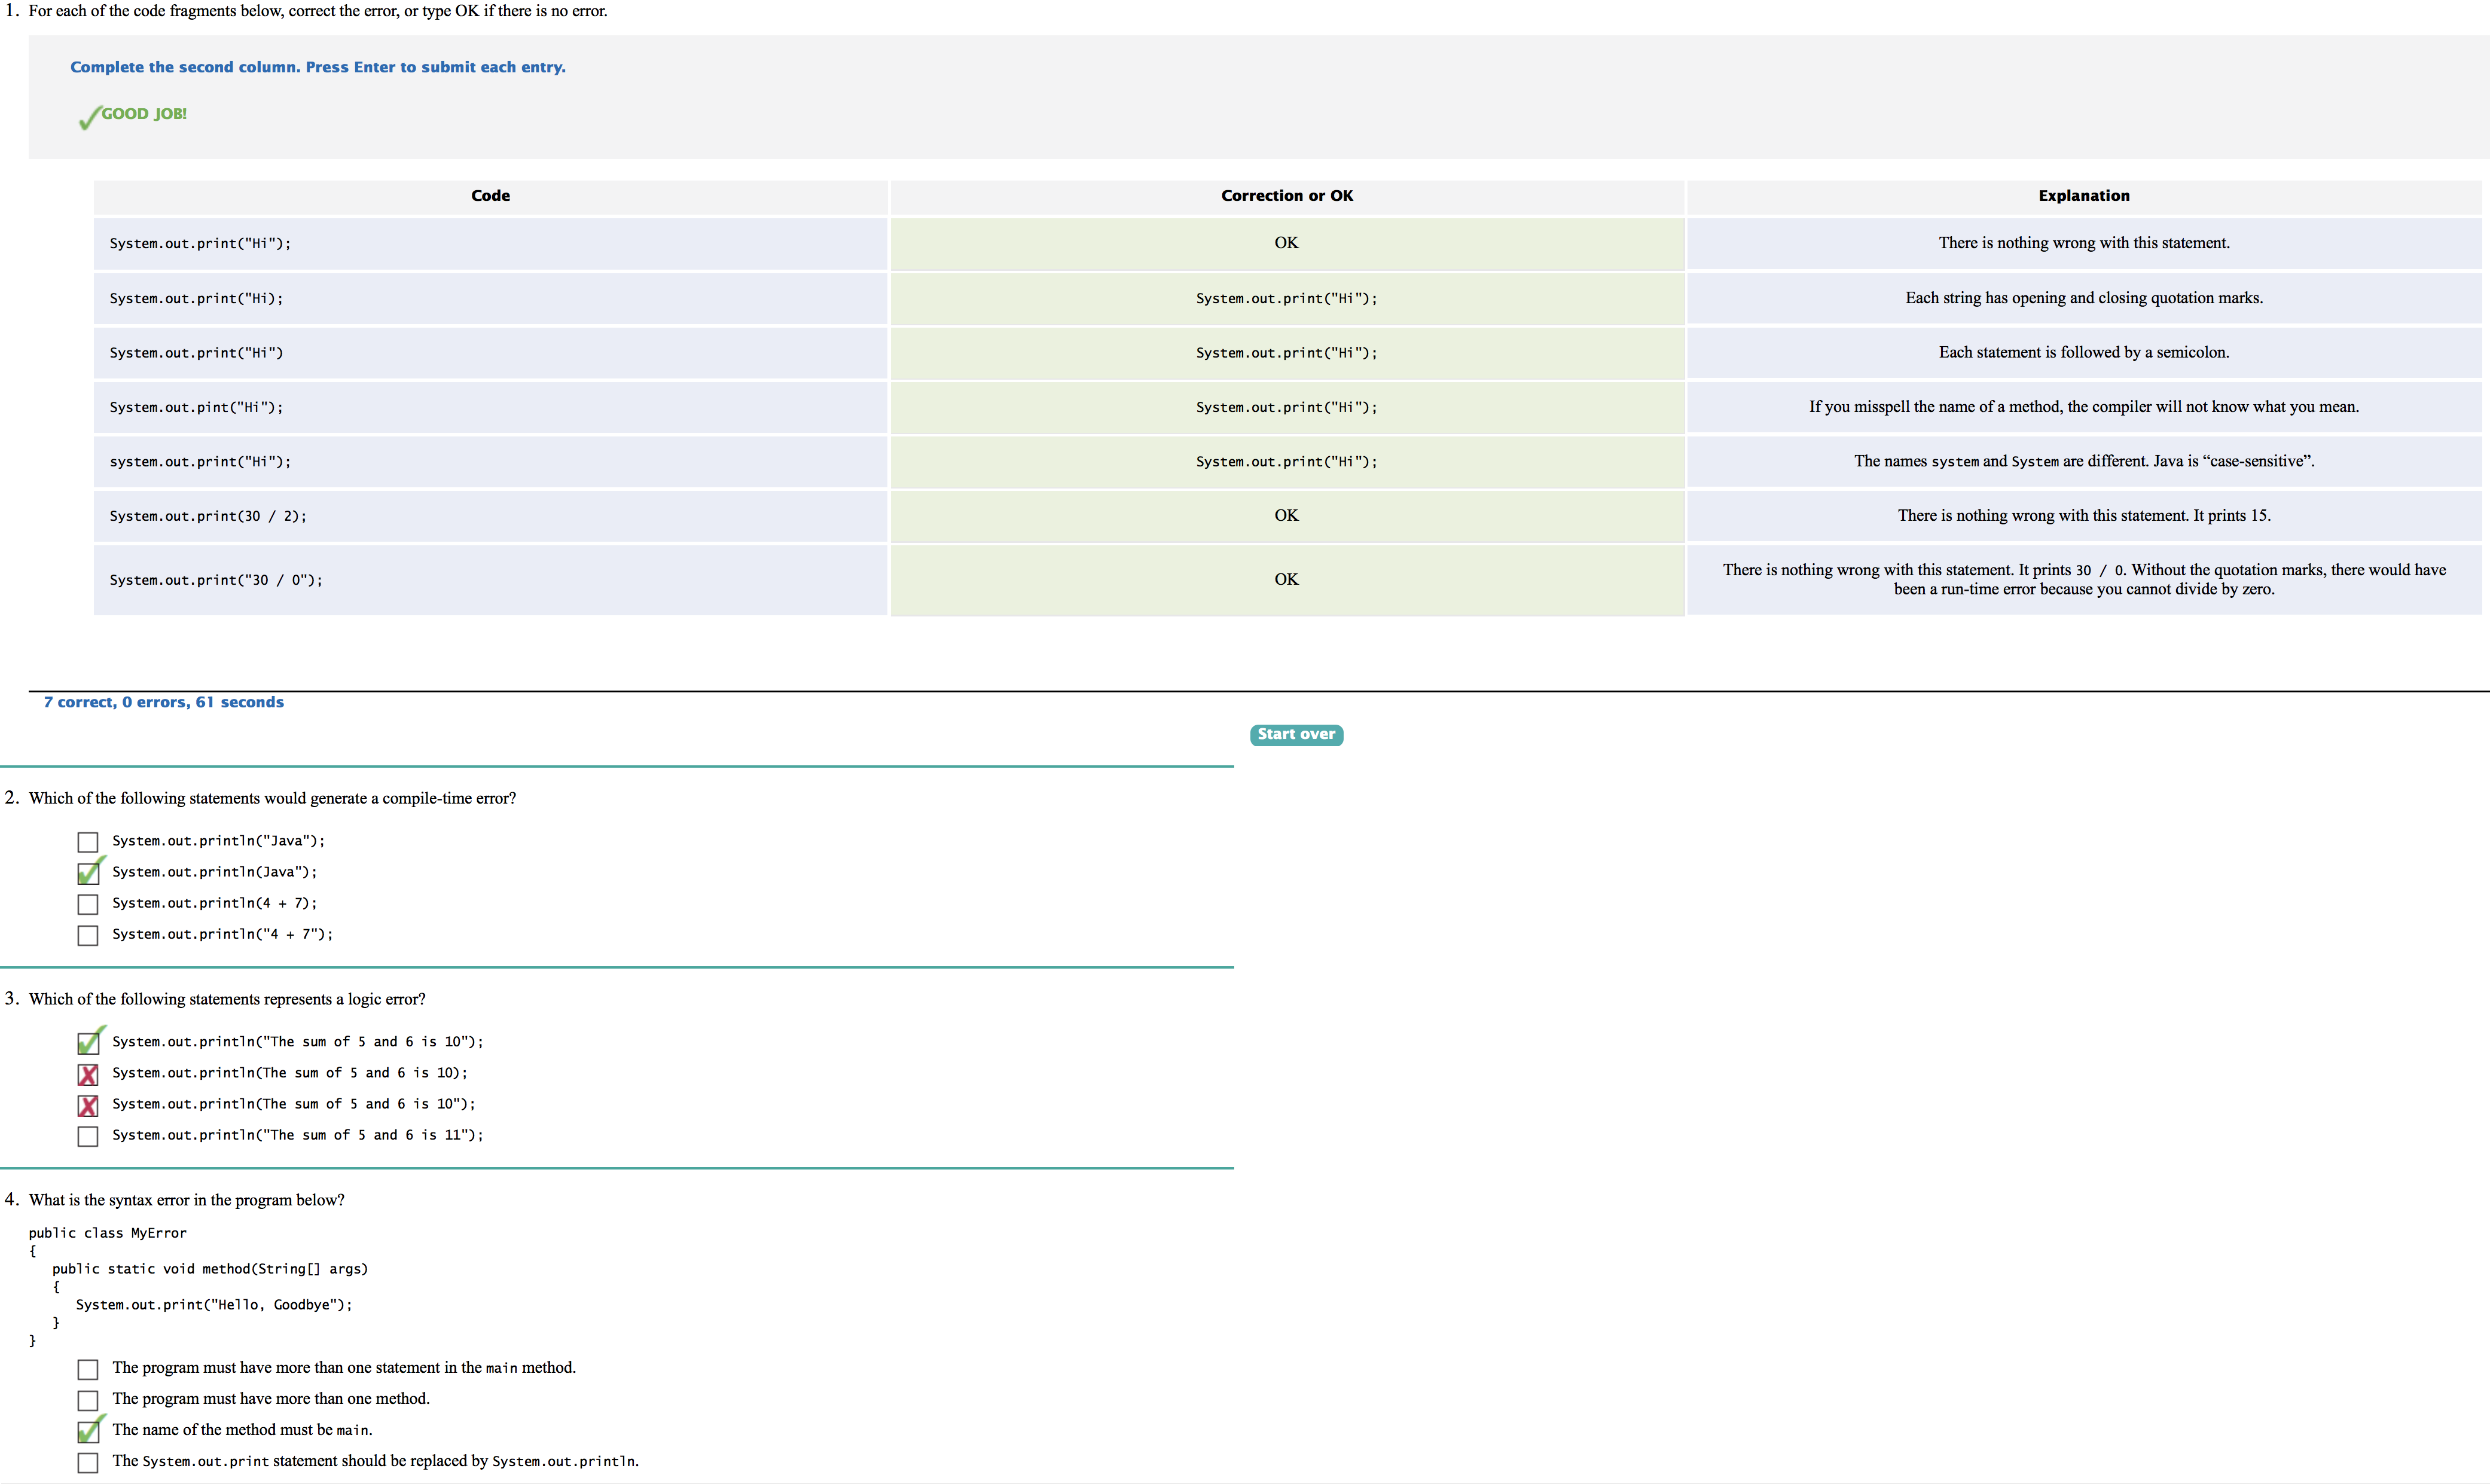 1. For each of the code fragments below, correct the error, or type OK if there is no error.
Complete the second column. Press Enter to submit each entry.
GOOD JOB!
Code Correction or OK Explanation
System.out.print("Hi"); OK There is nothing wrong with this statement.
System.out.print("Hi); System.out.print("Hi"); Each string has opening and closing quotation marks.
System.out.print("Hi") System.out.print("Hi"); Each statement is followed by a semicolon.
System.out.pint("Hi"); System.out.print("Hi"); If you misspell the name of a method, the compiler will not know what you mean.
system.out.print("Hi"); System.out.print("Hi"); The names system and System are different. Java is “case-sensitive”.
System.out.print(30 / 2); OK There is nothing wrong with this statement. It prints 15.
System.out.print("30 / 0"); OK There is nothing wrong with this statement. It prints 30 / 0. Without the quotation marks, there would have
been a run-time error because you cannot divide by zero.
7 correct, 0 errors, 61 seconds
Start over
2. Which of the following statements would generate a compile-time error?
System.out.println("Java");
System.out.println(Java");
System.out.println(4 + 7);
System.out.println("4 + 7");
3. Which of the following statements represents a logic error?
System.out.println("The sum of 5 and 6 is 10");
System.out.println(The sum of 5 and 6 is 10);
System.out.println(The sum of 5 and 6 is 10");
System.out.println("The sum of 5 and 6 is 11");
4. What is the syntax error in the program below?
public class MyError
{
public static void method(String[] args)
{
System.out.print("Hello, Goodbye");
}
}
The program must have more than one statement in the main method.
The program must have more than one method.
The name of the method must be main.
The System.out.print statement should be replaced by System.out.println.